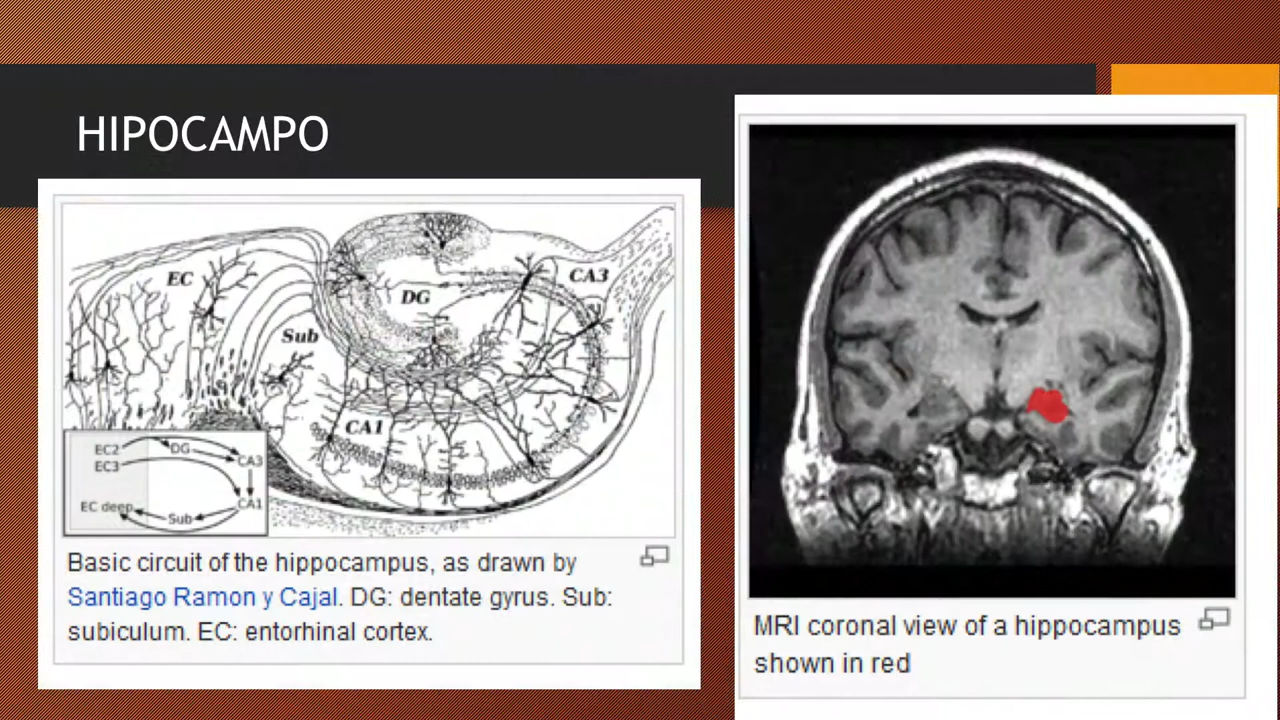 HIPOCAMPO
EC
DG
CA3
Sub
CA1
EC2
DG
EC3
CA3
EC deep
CA1
Sub
Basic circuit of the hippocampus, as drawn by
Santiago Ramon y Cajal. DG: dentate gyrus. Sub:
subiculum. EC: entorhinal cortex.
MRI coronal view of a hippocampus
shown in red